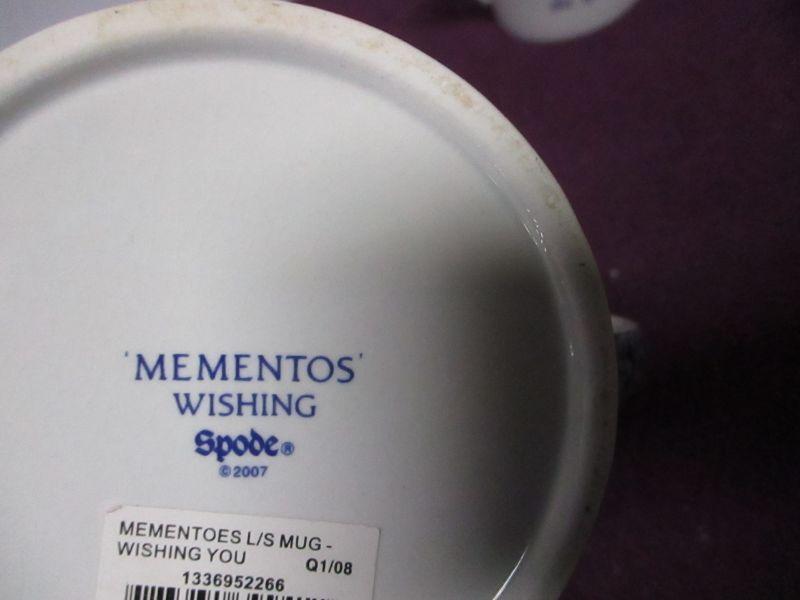 'MEMENTOS'
WISHING
Spode®
©2007
MEMENTOES L/S MUG -
WISHING YOU Q1/08
1336952266